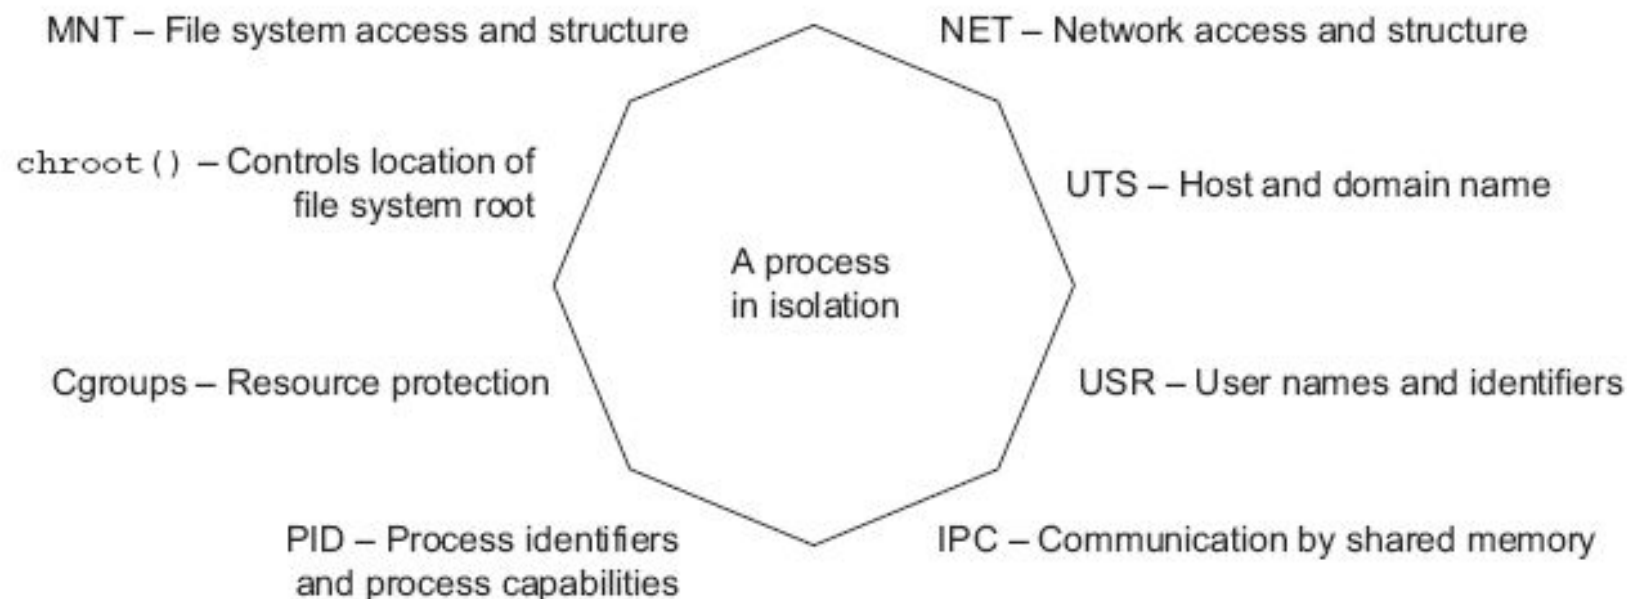 MNT – File system access and structure
NET – Network access and structure
chroot() – Controls location of
file system root
UTS – Host and domain name
A process
in isolation
Cgroups – Resource protection
USR – User names and identifiers
PID – Process identifiers
and process capabilities
IPC – Communication by shared memory